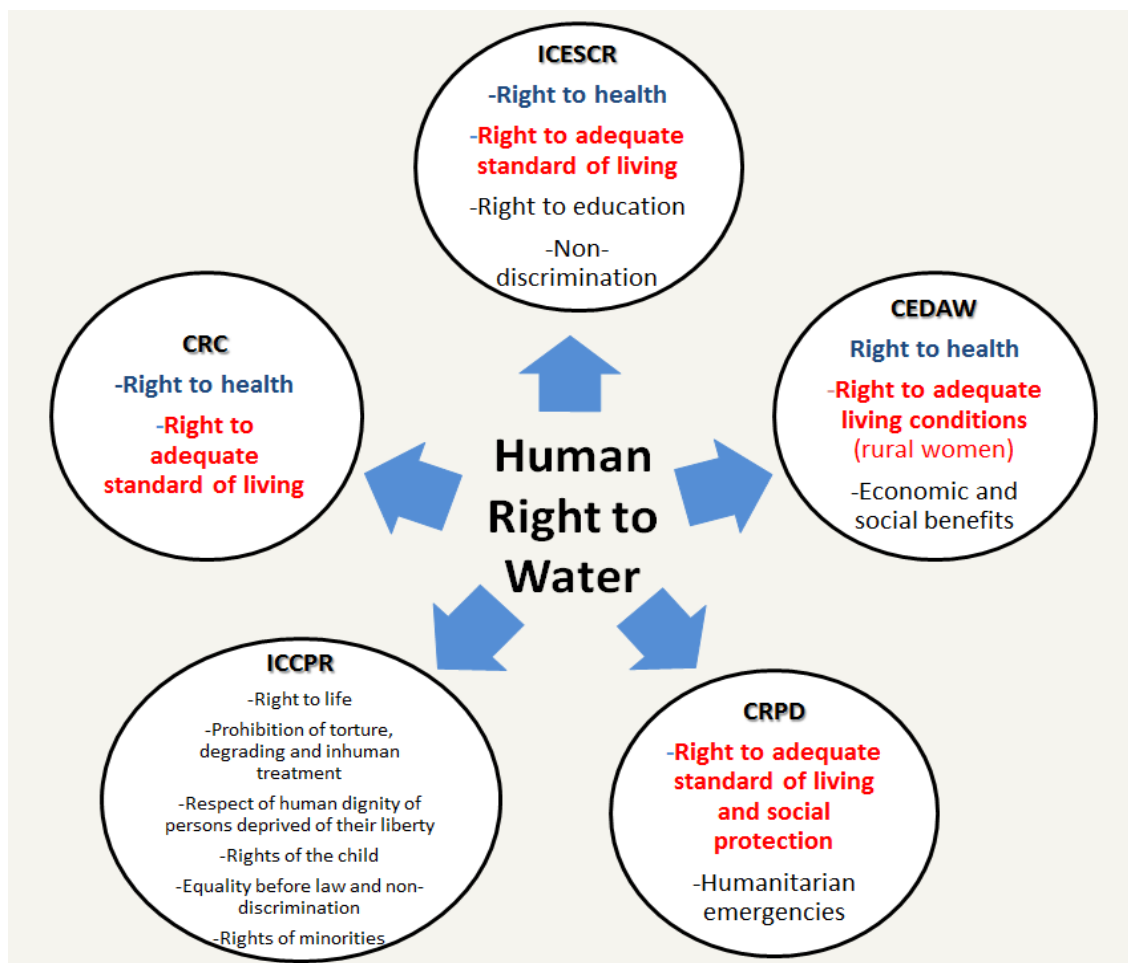 ICESCR
-Right to health
-Right to adequate
standard of living
-Right to education
-Non-
discrimination
CRC
-Right to health
-Right to
adequate
standard of living
CEDAW
Right to health
-Right to adequate
living conditions
(rural women)
-Economic and
social benefits
Human
Right to
Water
ICCPR
-Right to life
-Prohibition of torture,
degrading and inhuman
treatment
-Respect of human dignity of
persons deprived of their liberty
-Rights of the child
-Equality before law and non-
discrimination
-Rights of minorities
CRPD
-Right to adequate
standard of living
and social
protection
-Humanitarian
emergencies